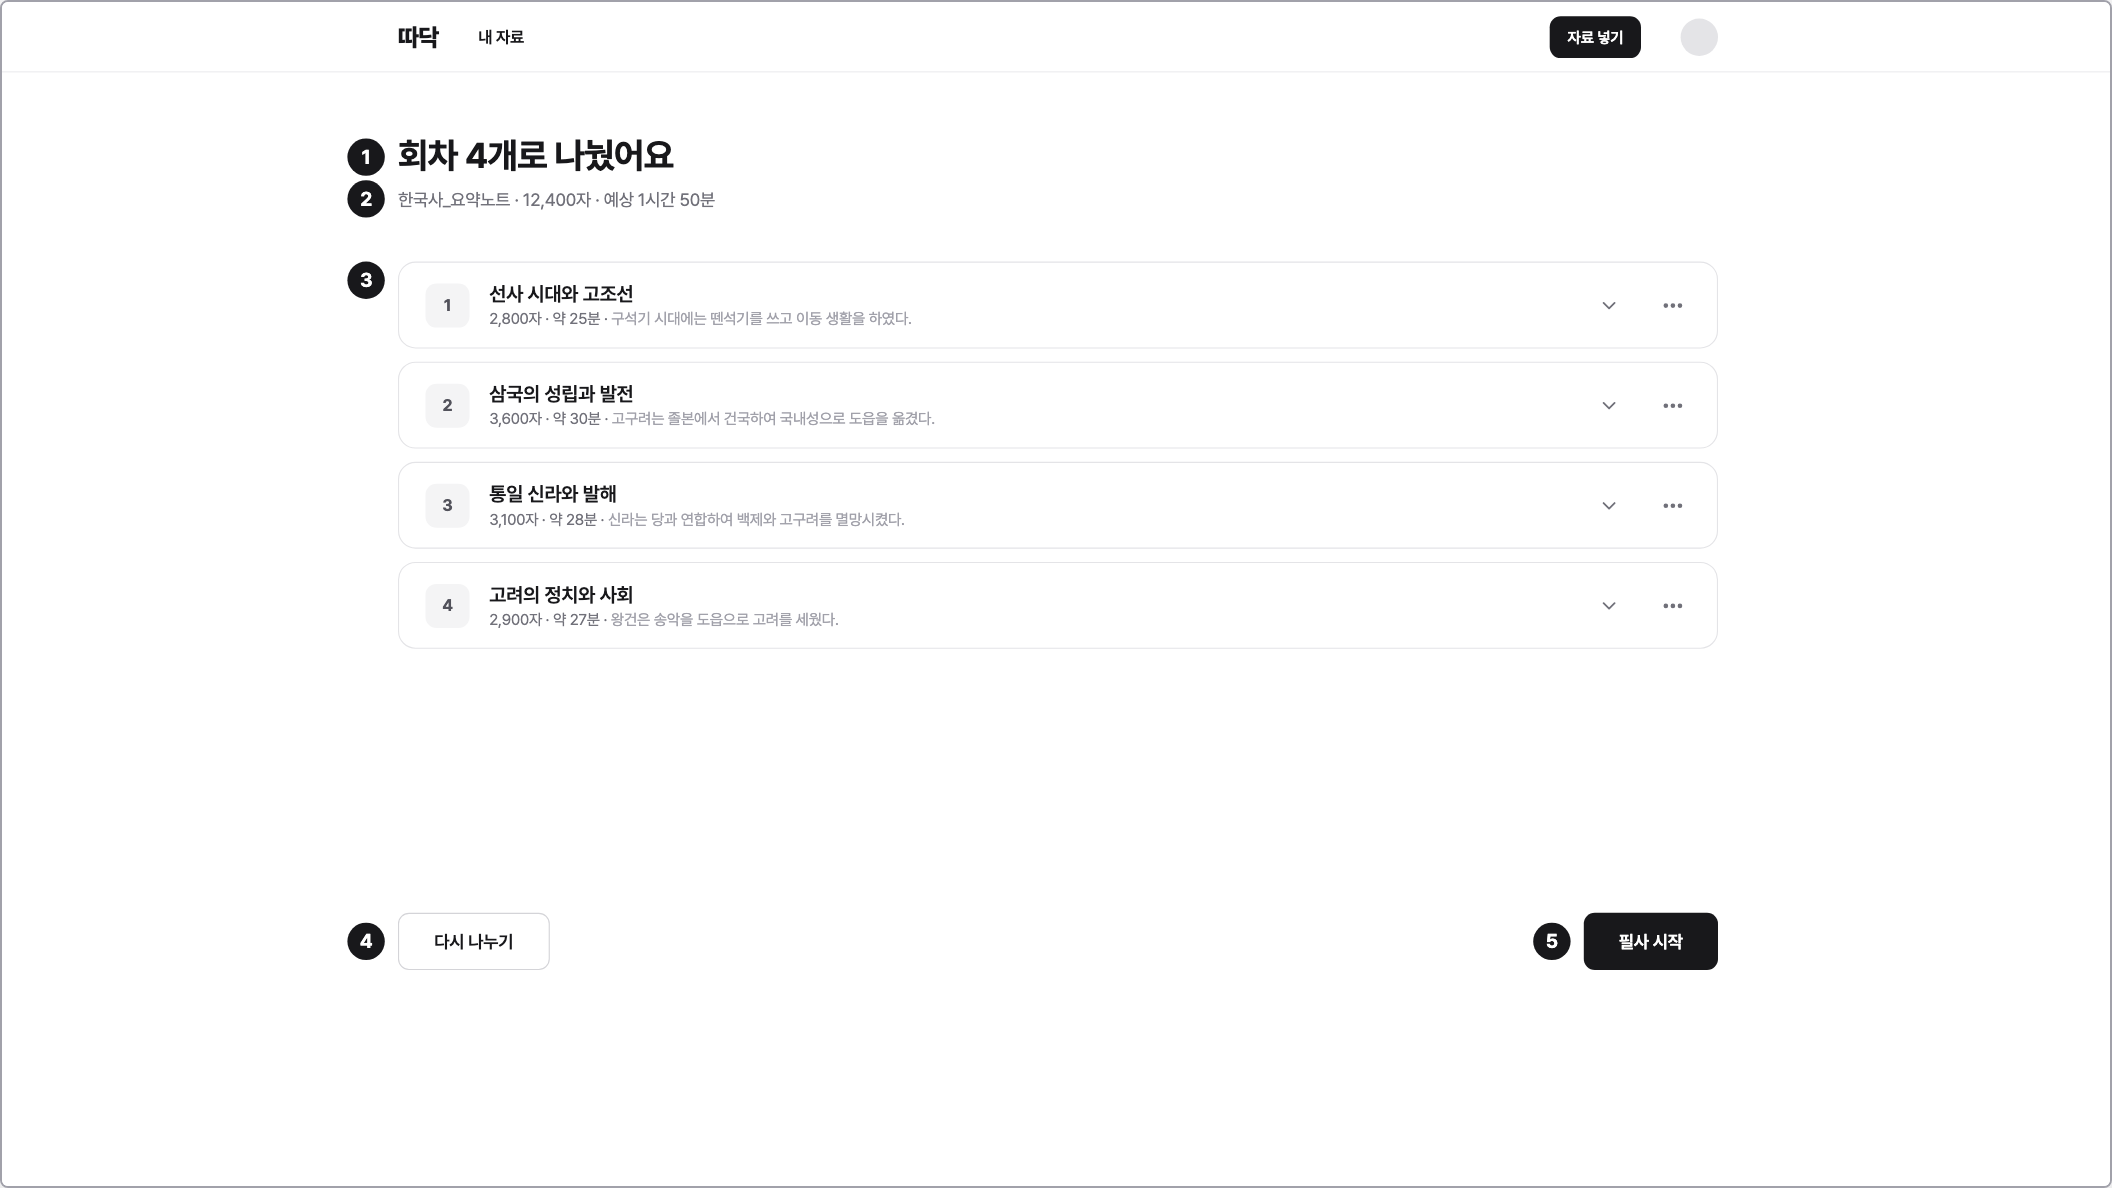 따닥
내 자료
자료 넣기
1
회차 4개로 나눴어요
2
한국사_요약노트 · 12,400자 · 예상 1시간 50분
3
1
선사 시대와 고조선
2,800자 · 약 25분 · 구석기 시대에는 뗀석기를 쓰고 이동 생활을 하였다.
2
삼국의 성립과 발전
3,600자 · 약 30분 · 고구려는 졸본에서 건국하여 국내성으로 도읍을 옮겼다.
3
통일 신라와 발해
3,100자 · 약 28분 · 신라는 당과 연합하여 백제와 고구려를 멸망시켰다.
4
고려의 정치와 사회
2,900자 · 약 27분 · 왕건은 송악을 도읍으로 고려를 세웠다.
4
다시 나누기
5
필사 시작